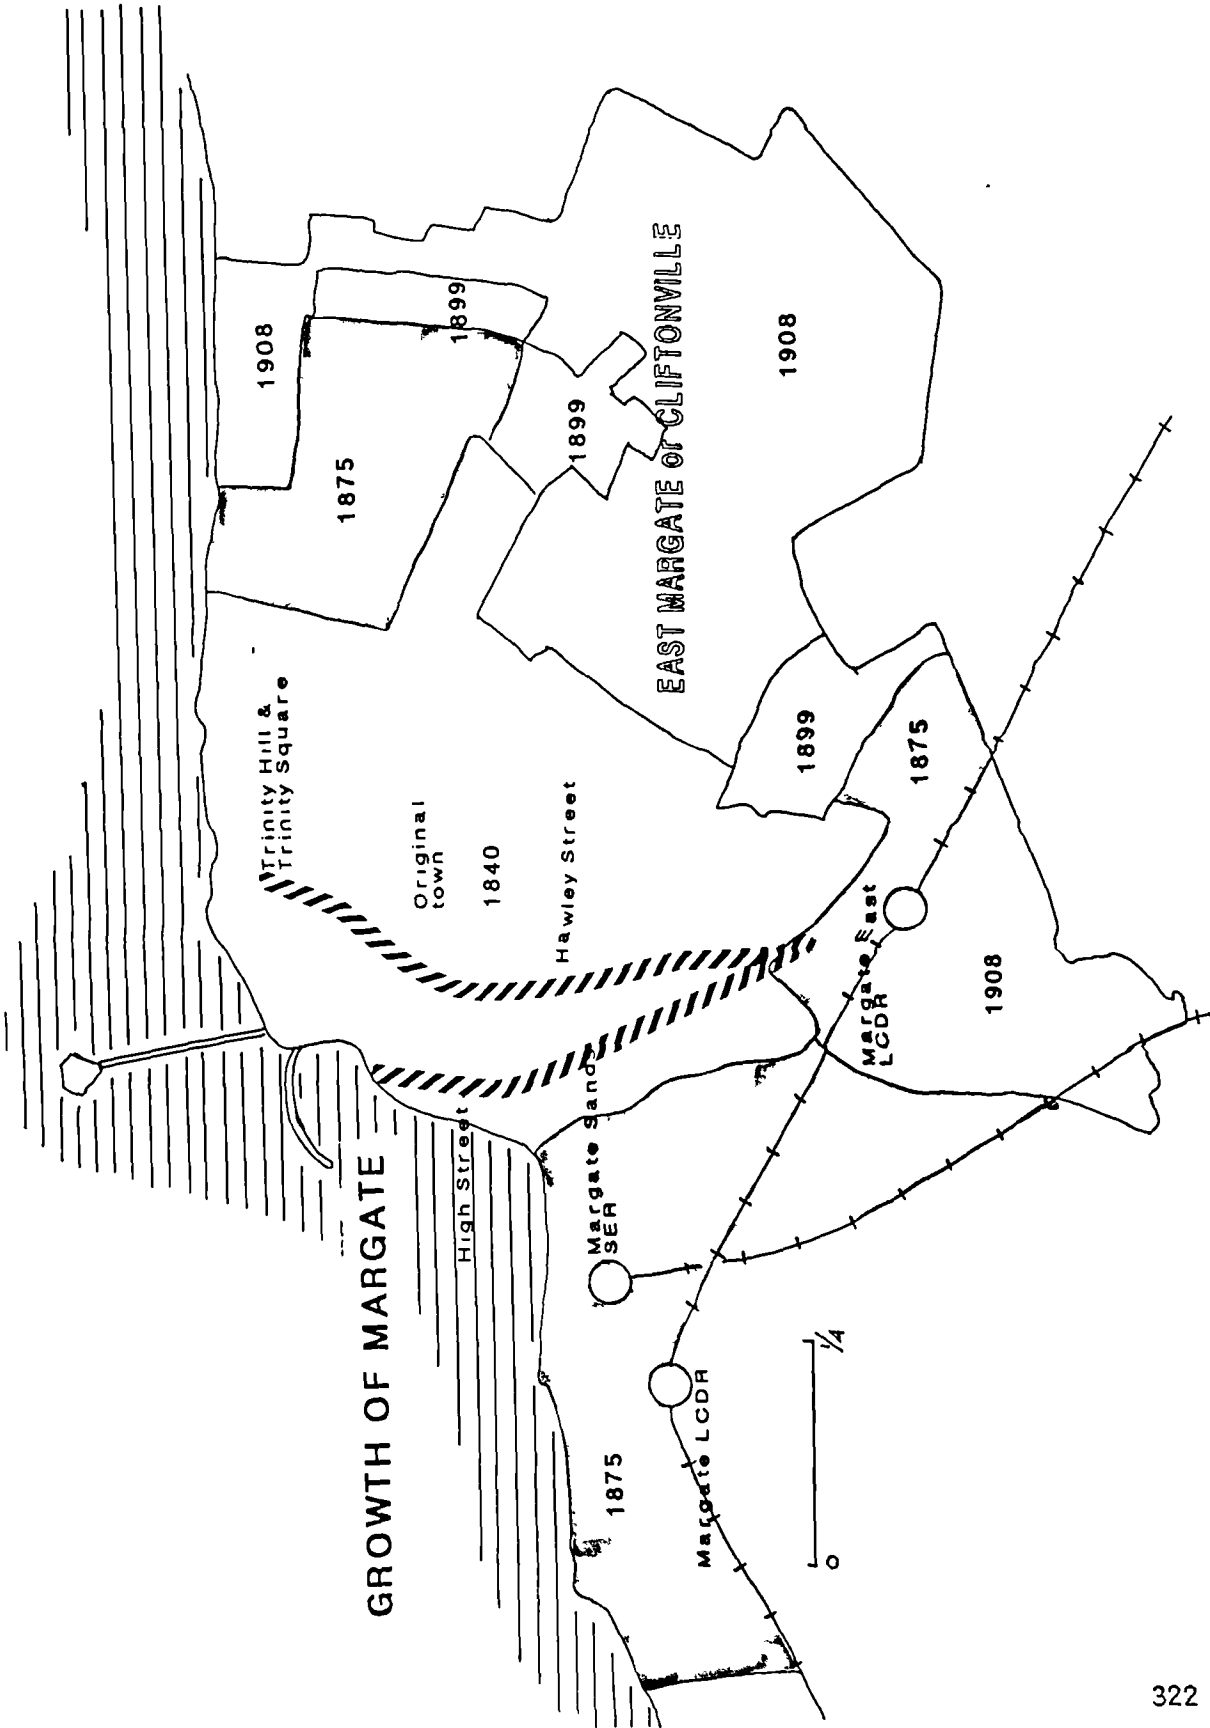 GROWTH OF MARGATE
Trinity Hill &
Trinity Square
1908
1899
1875
Original
town
1840
High Street
Hawley Street
1899
EAST MARGATE or CLIFTONVILLE
1908
Margate Sands
SER
1875
Margate LCDR
1899
1875
Margate East
LCDR
1908
0
1/4
322